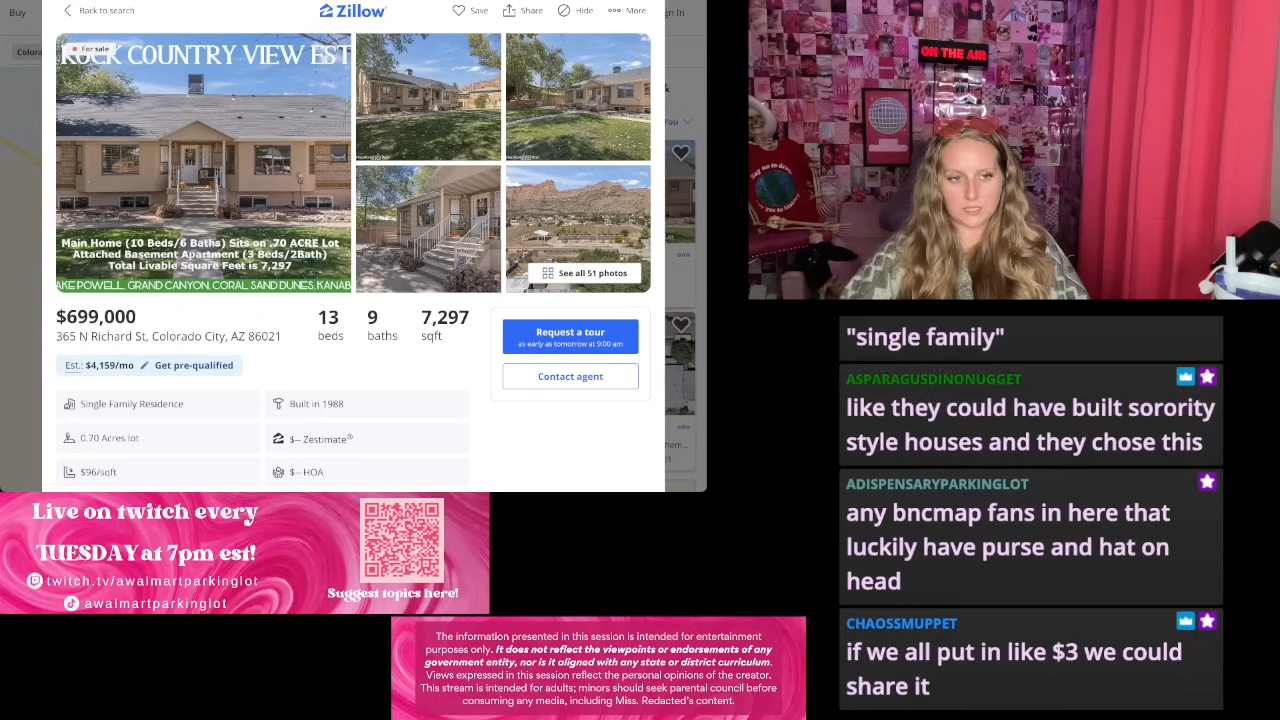 Buy
Back to search
Zillow
Save
Share
Hide
More
gn In
Colora
For sale
ROCK COUNTRY VIEW EST
Main Home (10 Beds/6 Baths) Sits on .70 ACRE Lot
Attached Basement Apartment (3 Beds/2Bath)
Total Livable Square Feet is 7,297
AKE POWELL, GRAND CANYON, CORAL SAND DUNES, KANAB
See all 51 photos
$699,000
365 N Richard St, Colorado City, AZ 86021
13
beds
9
baths
7,297
sqft
Est.: $4,159/mo
Get pre-qualified
Request a tour
as early as tomorrow at 9:00 am
Contact agent
Single Family Residence
Built in 1988
0.70 Acres lot
$-- Zestimate®
$96/sqft
$-- HOA
ON THE AIR
Live on twitch every
TUESDAY at 7pm est!
twitch.tv/awalmartparkinglot
awalmartparkinglot
Suggest topics here!
The information presented in this session is intended for entertainment
purposes only. It does not reflect the viewpoints or endorsements of any
government entity, nor is it aligned with any state or district curriculum.
Views expressed in this session reflect the personal opinions of the creator.
This stream is intended for adults; minors should seek parental council before
consuming any media, including Miss. Redacted's content.
"single family"
ASPARAGUSDINONUGGET
like they could have built sorority
style houses and they chose this
ADISPENSARYPARKINGLOT
any bncmap fans in here that
luckily have purse and hat on
head
CHAOSSMUPPET
if we all put in like $3 we could
share it